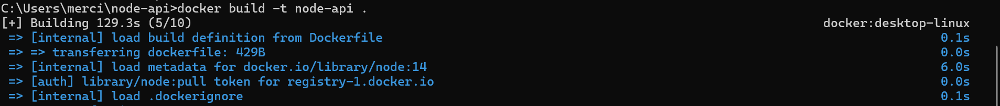 C:\Users\merci\node-api>docker build -t node-api .
[+] Building 129.3s (5/10) docker:desktop-linux
=> [internal] load build definition from Dockerfile 0.1s
=> => transferring dockerfile: 429B 0.0s
=> [internal] load metadata for docker.io/library/node:14 6.0s
=> [auth] library/node:pull token for registry-1.docker.io 0.0s
=> [internal] load .dockerignore 0.1s